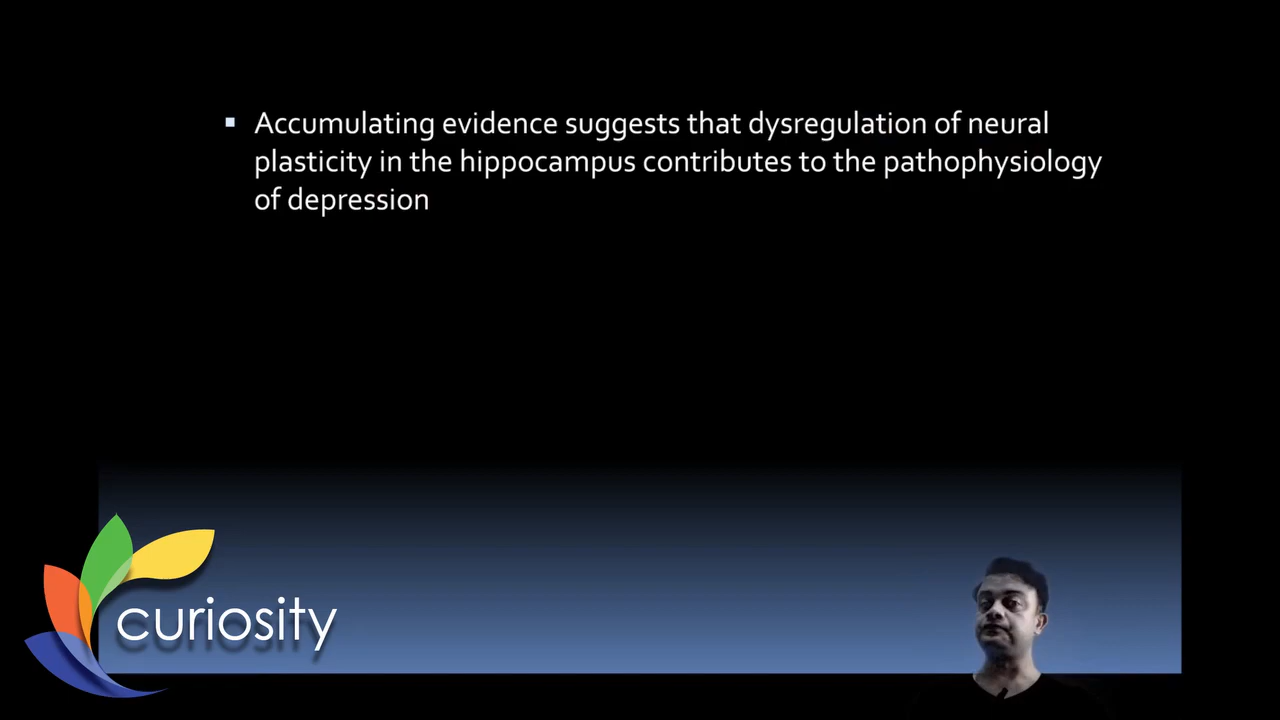 Accumulating evidence suggests that dysregulation of neural
plasticity in the hippocampus contributes to the pathophysiology
of depression
curiosity